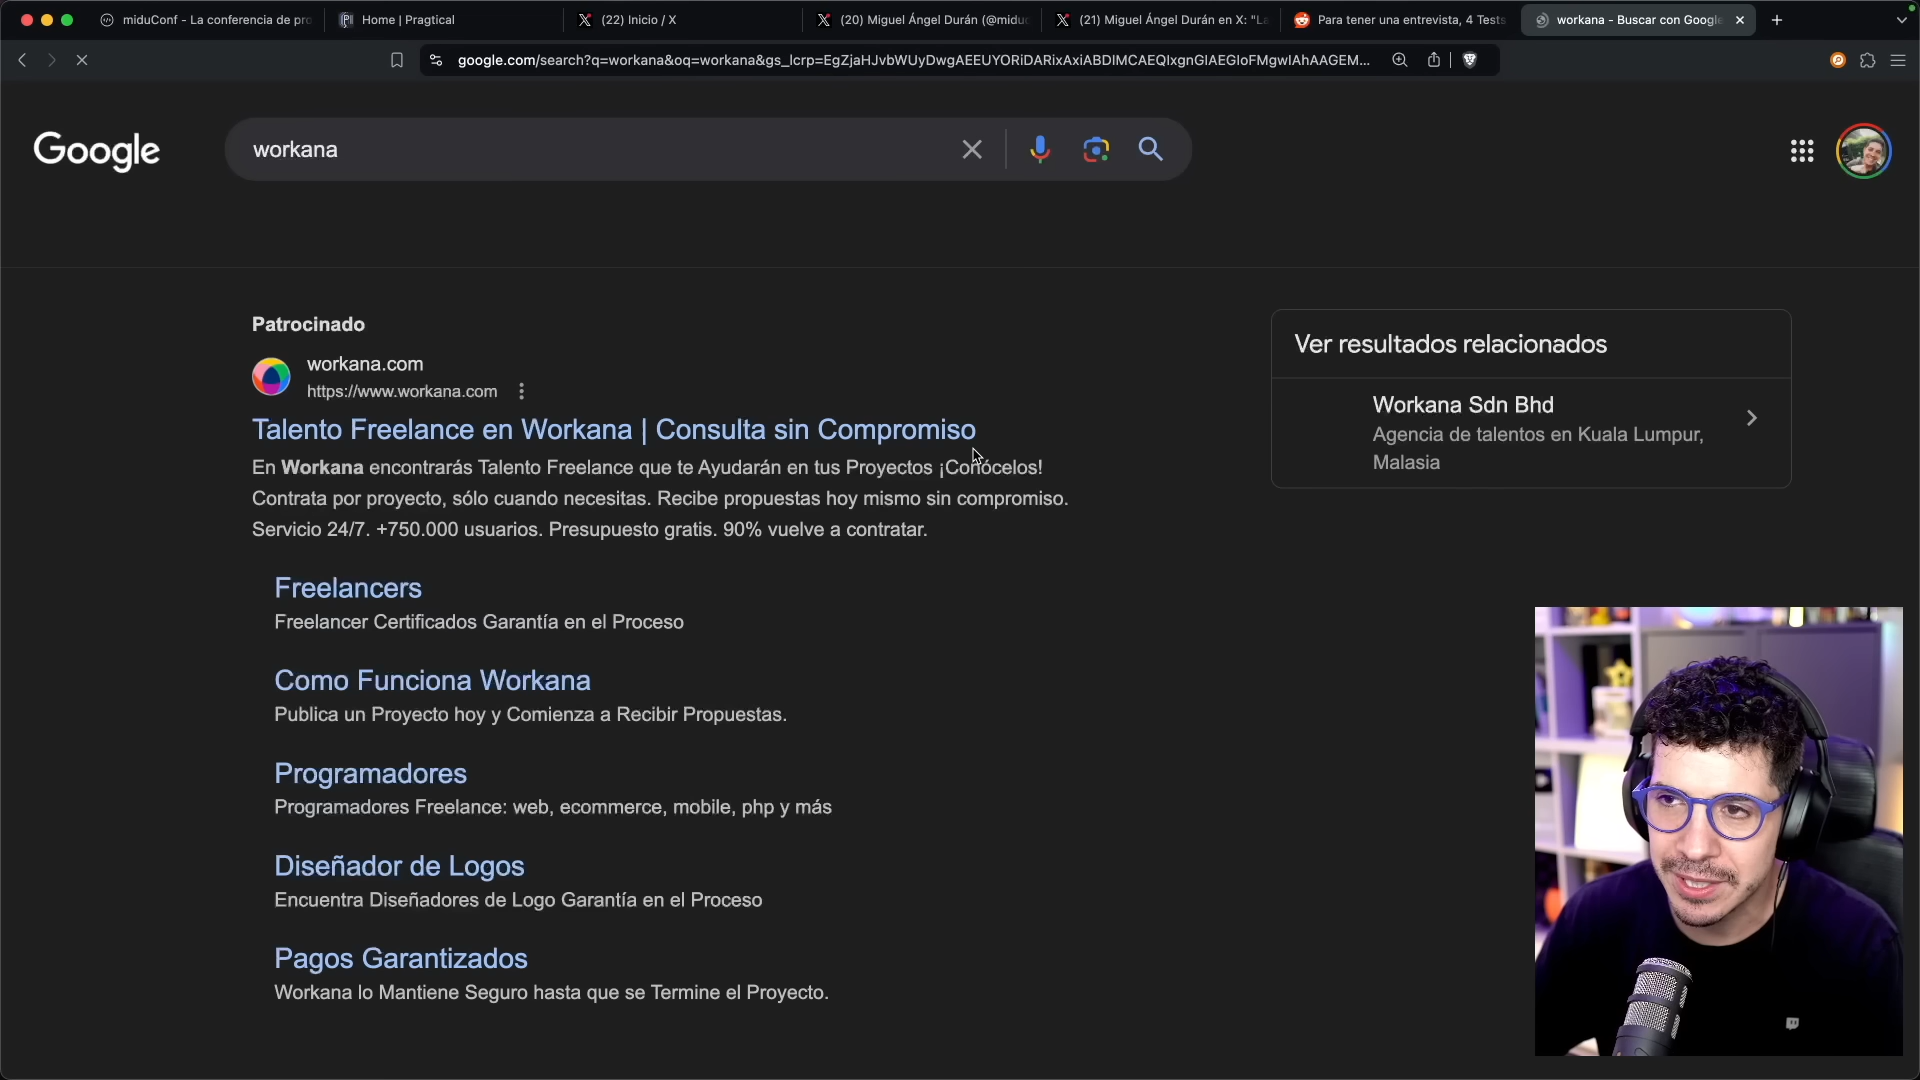 miduConf - La conferencia de pro
Home | Pragtical
(22) Inicio / X
(20) Miguel Ángel Durán (@miduc
(21) Miguel Ángel Durán en X: "La
Para tener una entrevista, 4 Tests
workana - Buscar con Google
google.com/search?q=workana&oq=workana&gs_lcrp=EgZjaHJvbWUyDwgAEEUYORiDARixAxiABDIMCAEQIxgnGIAEGIoFMgwIAhAAGEM...
Google
workana
Patrocinado
workana.com
https://www.workana.com
Talento Freelance en Workana | Consulta sin Compromiso
En Workana encontrarás Talento Freelance que te Ayudarán en tus Proyectos ¡Conócelos!
Contrata por proyecto, sólo cuando necesitas. Recibe propuestas hoy mismo sin compromiso.
Servicio 24/7. +750.000 usuarios. Presupuesto gratis. 90% vuelve a contratar.
Freelancers
Freelancer Certificados Garantía en el Proceso
Como Funciona Workana
Publica un Proyecto hoy y Comienza a Recibir Propuestas.
Programadores
Programadores Freelance: web, ecommerce, mobile, php y más
Diseñador de Logos
Encuentra Diseñadores de Logo Garantía en el Proceso
Pagos Garantizados
Workana lo Mantiene Seguro hasta que se Termine el Proyecto.
Ver resultados relacionados
Workana Sdn Bhd
Agencia de talentos en Kuala Lumpur,
Malasia